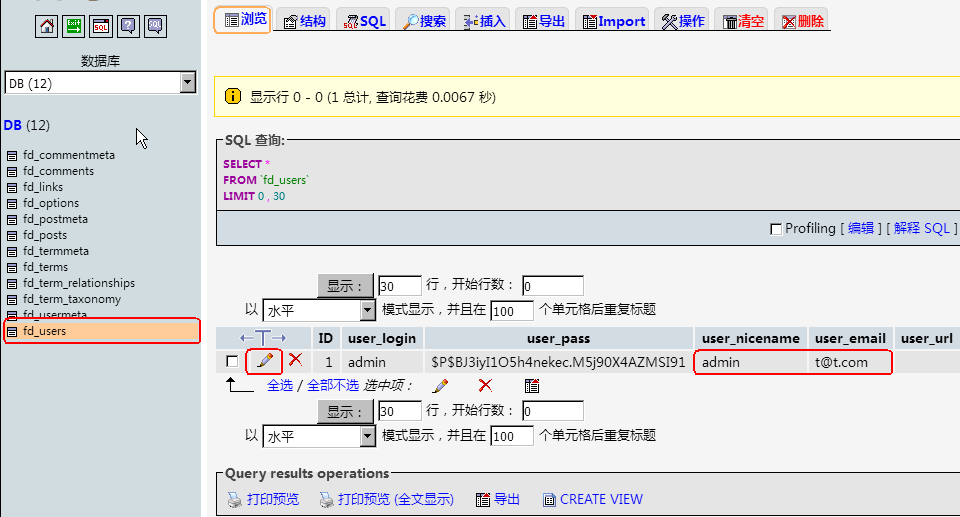 数据库
DB (12)
DB (12)
fd_commentmeta
fd_comments
fd_links
fd_options
fd_postmeta
fd_posts
fd_termmeta
fd_terms
fd_term_relationships
fd_term_taxonomy
fd_usermeta
fd_users
浏览 结构 SQL 搜索 插入 导出 Import 操作 清空 删除
显示行 0 - 0 (1 总计, 查询花费 0.0067 秒)
SQL 查询:
SELECT *
FROM `fd_users`
LIMIT 0 , 30
Profiling [ 编辑 ] [ 解释 SQL ]
显示： 30 行，开始行数： 0
以 水平 模式显示，并且在 100 个单元格后重复标题
←T→ ID user_login user_pass user_nicename user_email user_url
1 admin $P$BJ3iyI1O5h4nekec.M5j90X4AZMSI91 admin t@t.com
全选 / 全部不选 选中项：
显示： 30 行，开始行数： 0
以 水平 模式显示，并且在 100 个单元格后重复标题
Query results operations
打印预览 打印预览 (全文显示) 导出 CREATE VIEW